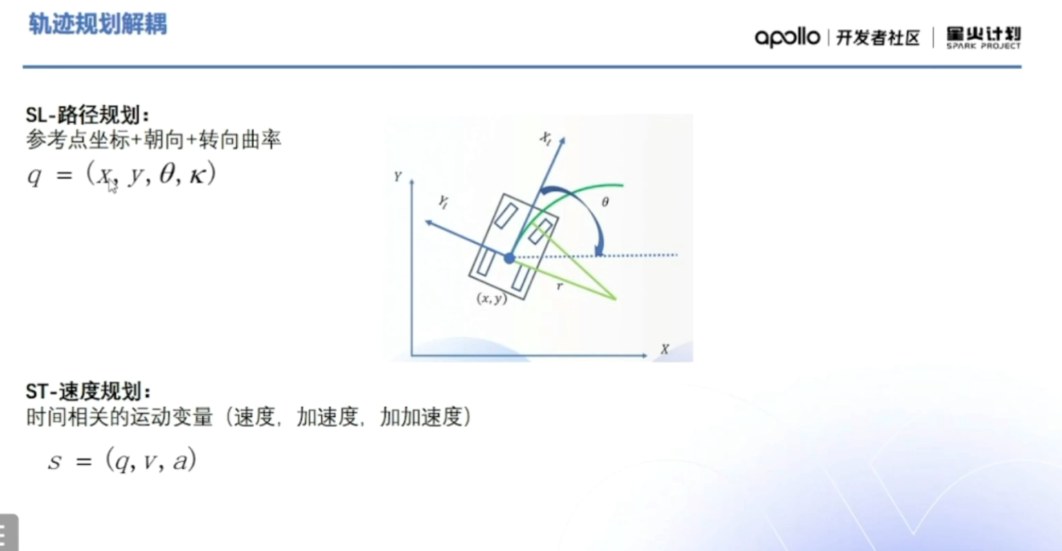 轨迹规划解耦
apollo | 开发者社区 | 星火计划
SPARK PROJECT
SL-路径规划：
参考点坐标+朝向+转向曲率
q = (x, y, θ, κ)
Y
X_I
Y_I
θ
r
(x,y)
X
ST-速度规划：
时间相关的运动变量（速度，加速度，加加速度）
s = (q, v, a)